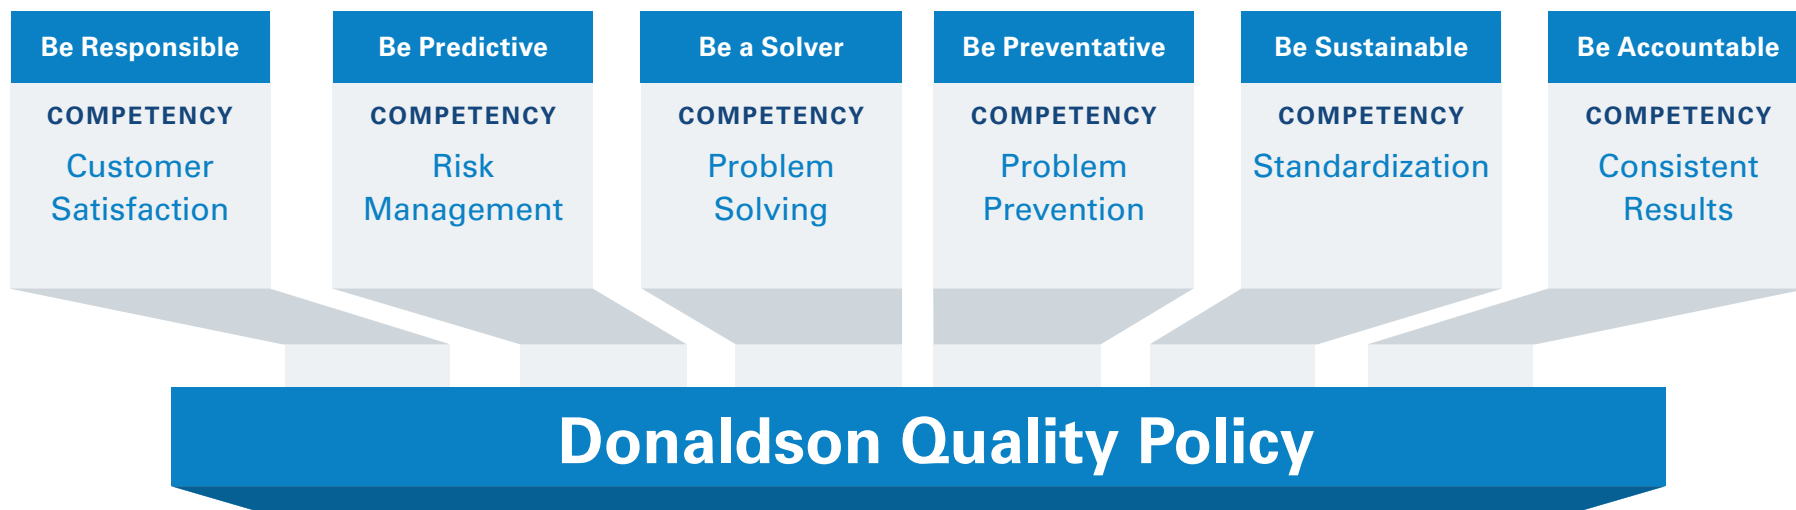 Be Responsible
COMPETENCY
Customer
Satisfaction
Be Predictive
COMPETENCY
Risk
Management
Be a Solver
COMPETENCY
Problem
Solving
Be Preventative
COMPETENCY
Problem
Prevention
Be Sustainable
COMPETENCY
Standardization
Be Accountable
COMPETENCY
Consistent
Results
Donaldson Quality Policy